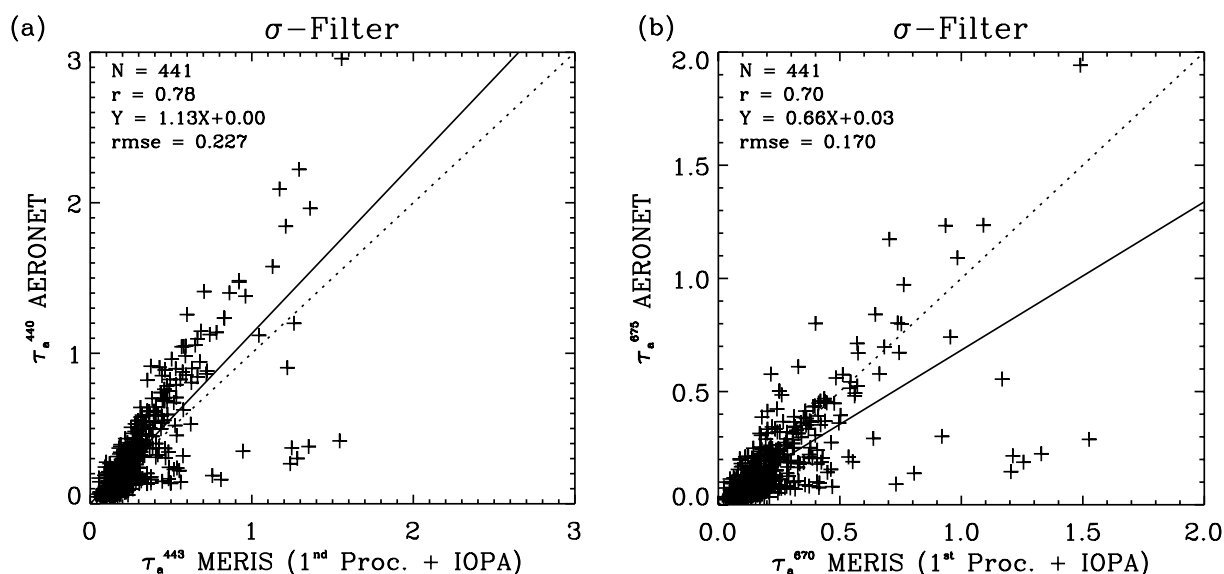 (a)
σ−Filter
N = 441
r = 0.78
Y = 1.13X+0.00
rmse = 0.227
3
2
1
0
0 1 2 3
τa440 AERONET
τa443 MERIS (1nd Proc. + IOPA)
(b)
σ−Filter
N = 441
r = 0.70
Y = 0.66X+0.03
rmse = 0.170
2.0
1.5
1.0
0.5
0.0
0.0 0.5 1.0 1.5 2.0
τa675 AERONET
τa670 MERIS (1st Proc. + IOPA)